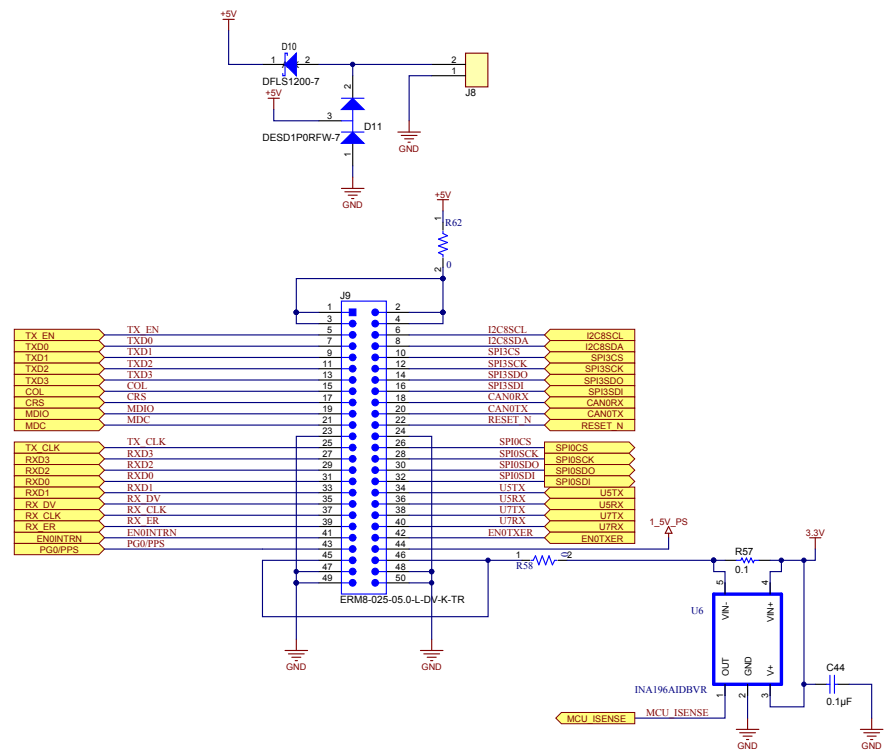 +5V
D10
1 2
DFLS1200-7
2
1
J8
+5V
2
3
D11
DESD1P0RFW-7
1
GND
GND
+5V
1
R62
2
0
J9
1 2
3 4
TX_EN TX_EN 5 6 I2C8SCL I2C8SCL
TXD0 TXD0 7 8 I2C8SDA I2C8SDA
TXD1 TXD1 9 10 SPI3CS SPI3CS
TXD2 TXD2 11 12 SPI3SCK SPI3SCK
TXD3 TXD3 13 14 SPI3SDO SPI3SDO
COL COL 15 16 SPI3SDI SPI3SDI
CRS CRS 17 18 CAN0RX CAN0RX
MDIO MDIO 19 20 CAN0TX CAN0TX
MDC MDC 21 22 RESET_N RESET_N
23 24
TX_CLK TX_CLK 25 26 SPI0CS SPI0CS
RXD3 RXD3 27 28 SPI0SCK SPI0SCK
RXD2 RXD2 29 30 SPI0SDO SPI0SDO
RXD0 RXD0 31 32 SPI0SDI SPI0SDI
RXD1 RXD1 33 34 U5TX U5TX
RX_DV RX_DV 35 36 U5RX U5RX
RX_CLK RX_CLK 37 38 U7TX U7TX
RX_ER RX_ER 39 40 U7RX U7RX
EN0INTRN EN0INTRN 41 42 EN0TXER EN0TXER
PG0/PPS PG0/PPS 43 44
45 46
47 48
49 50
ERM8-025-05.0-L-DV-K-TR
GND
GND
1_5V_PS
1 2
R58
0
3.3V
R57
0.1
5 4
U6
VIN- VIN+
OUT GND V+
INA196AIDBVR
1 2 3
MCU_ISENSE MCU_ISENSE
GND
C44
0.1µF
GND